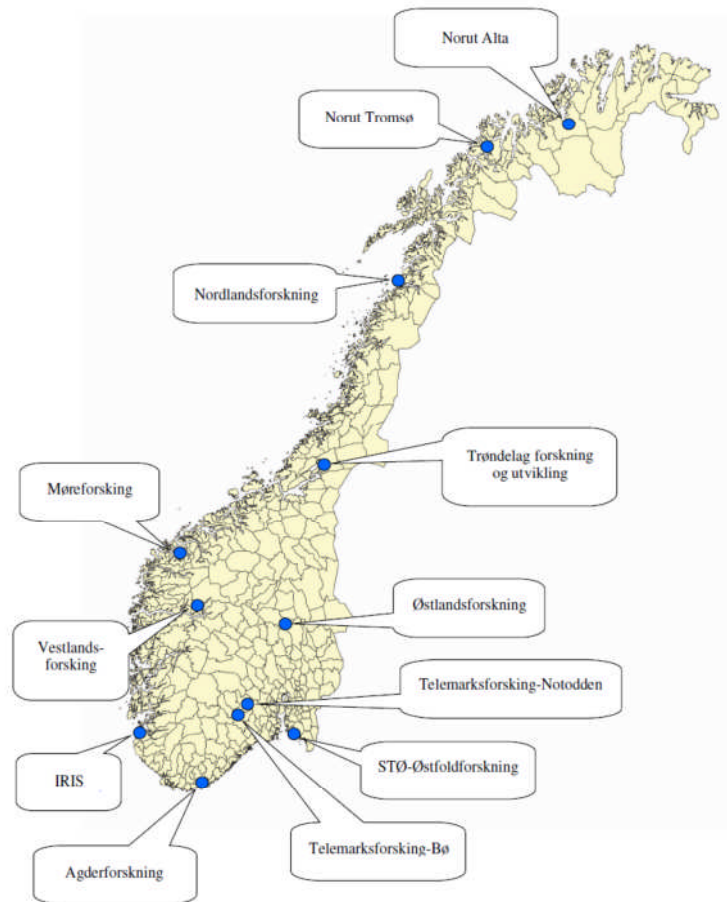 Norut Alta
Norut Tromsø
Nordlandsforskning
Trøndelag forskning
og utvikling
Møreforsking
Østlandsforskning
Vestlands-
forsking
Telemarksforsking-Notodden
STØ-Østfoldforskning
IRIS
Telemarksforsking-Bø
Agderforskning